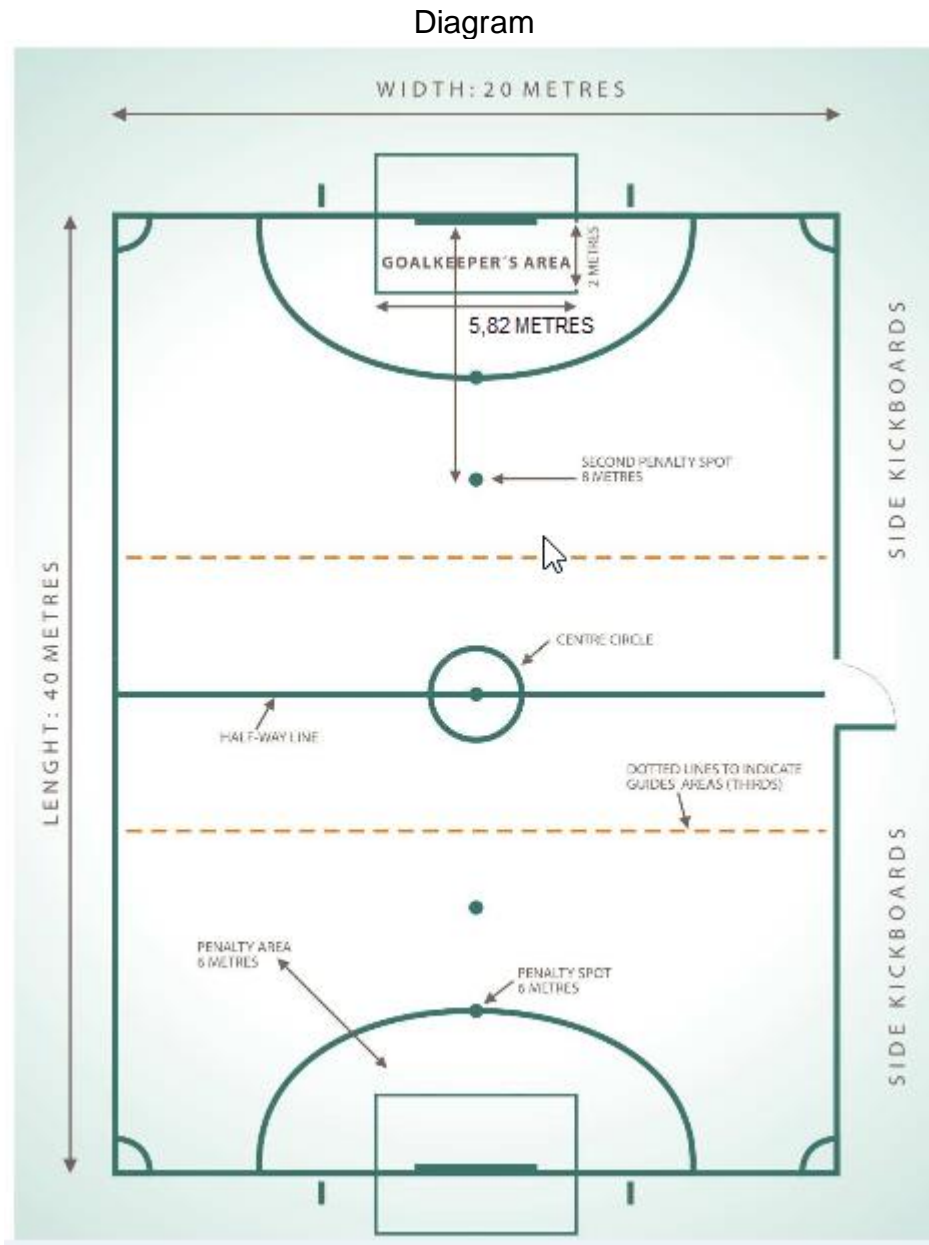 Diagram
WIDTH: 20 METRES
GOALKEEPER´S AREA
2 METRES
5,82 METRES
SIDE KICKBOARDS
SECOND PENALTY SPOT
8 METRES
CENTRE CIRCLE
LENGHT: 40 METRES
HALF-WAY LINE
DOTTED LINES TO INDICATE
GUIDES´ AREAS (THIRDS)
SIDE KICKBOARDS
PENALTY AREA
6 METRES
PENALTY SPOT
6 METRES